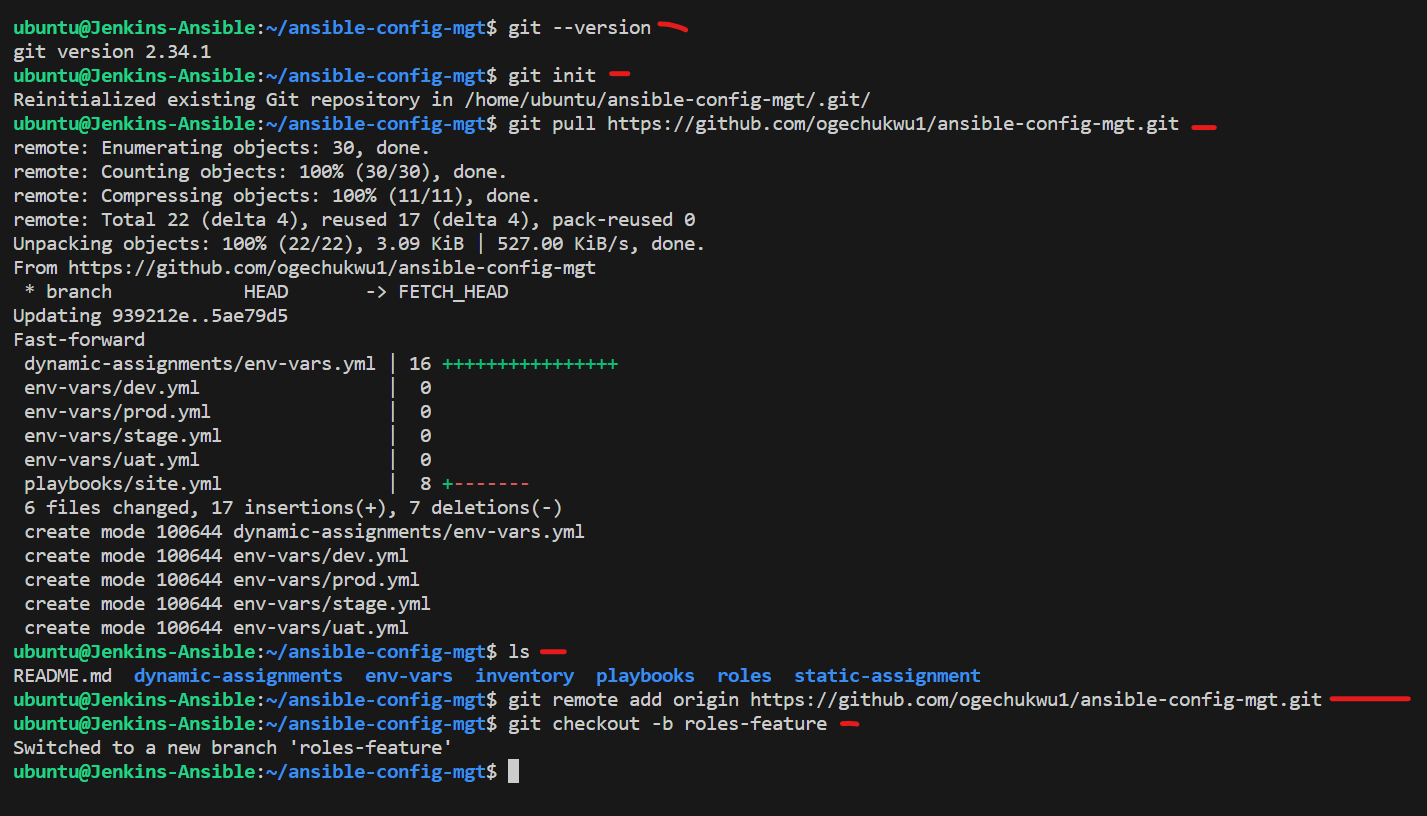 ubuntu@Jenkins-Ansible:~/ansible-config-mgt$ git --version
git version 2.34.1
ubuntu@Jenkins-Ansible:~/ansible-config-mgt$ git init
Reinitialized existing Git repository in /home/ubuntu/ansible-config-mgt/.git/
ubuntu@Jenkins-Ansible:~/ansible-config-mgt$ git pull https://github.com/ogechukwu1/ansible-config-mgt.git
remote: Enumerating objects: 30, done.
remote: Counting objects: 100% (30/30), done.
remote: Compressing objects: 100% (11/11), done.
remote: Total 22 (delta 4), reused 17 (delta 4), pack-reused 0
Unpacking objects: 100% (22/22), 3.09 KiB | 527.00 KiB/s, done.
From https://github.com/ogechukwu1/ansible-config-mgt
 * branch            HEAD       -> FETCH_HEAD
Updating 939212e..5ae79d5
Fast-forward
 dynamic-assignments/env-vars.yml | 16 ++++++++++++++++
 env-vars/dev.yml                 |  0
 env-vars/prod.yml                |  0
 env-vars/stage.yml               |  0
 env-vars/uat.yml                 |  0
 playbooks/site.yml               |  8 +-------
 6 files changed, 17 insertions(+), 7 deletions(-)
 create mode 100644 dynamic-assignments/env-vars.yml
 create mode 100644 env-vars/dev.yml
 create mode 100644 env-vars/prod.yml
 create mode 100644 env-vars/stage.yml
 create mode 100644 env-vars/uat.yml
ubuntu@Jenkins-Ansible:~/ansible-config-mgt$ ls
README.md  dynamic-assignments  env-vars  inventory  playbooks  roles  static-assignment
ubuntu@Jenkins-Ansible:~/ansible-config-mgt$ git remote add origin https://github.com/ogechukwu1/ansible-config-mgt.git
ubuntu@Jenkins-Ansible:~/ansible-config-mgt$ git checkout -b roles-feature
Switched to a new branch 'roles-feature'
ubuntu@Jenkins-Ansible:~/ansible-config-mgt$